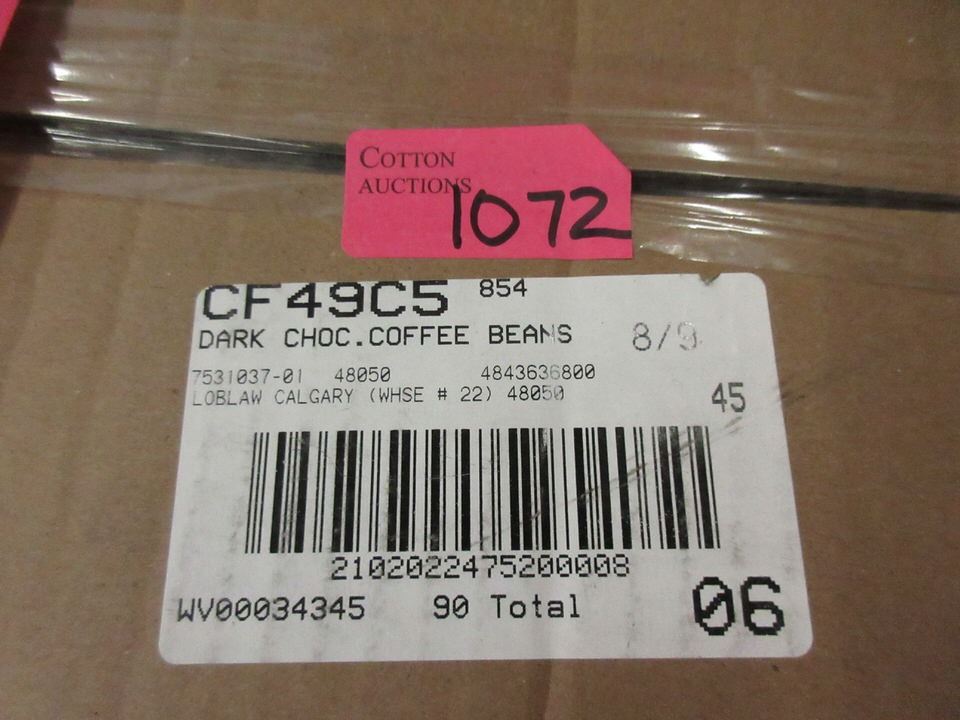 COTTON
AUCTIONS
1072
CF49C5 854
DARK CHOC.COFFEE BEANS 8/9
7531037-01 48050 4843636800
LOBLAW CALGARY (WHSE # 22) 48050
45
2102022475200008
WV00034345 90 Total 06